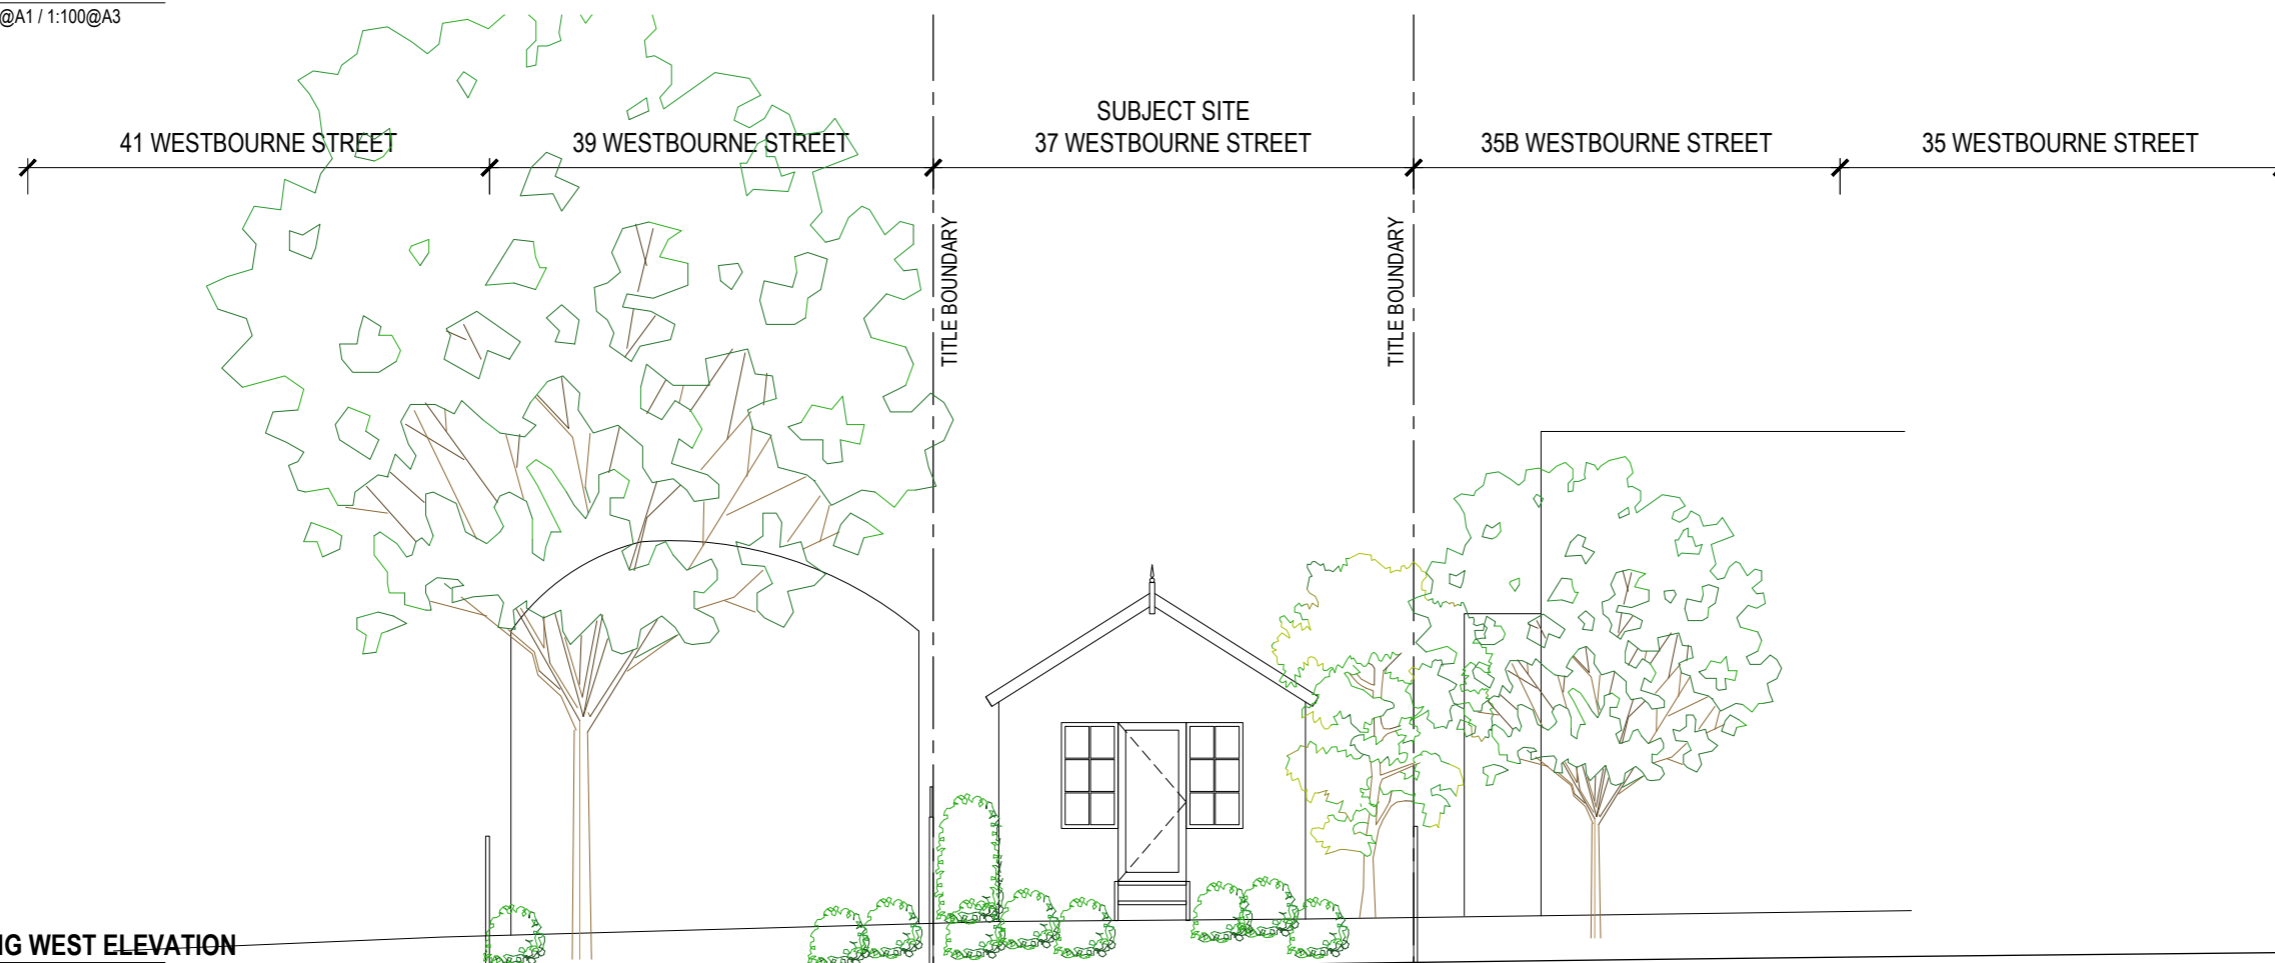 @A1 / 1:100@A3
SUBJECT SITE
41 WESTBOURNE STREET
39 WESTBOURNE STREET
37 WESTBOURNE STREET
35B WESTBOURNE STREET
35 WESTBOURNE STREET
TITLE BOUNDARY
TITLE BOUNDARY
WEST ELEVATION